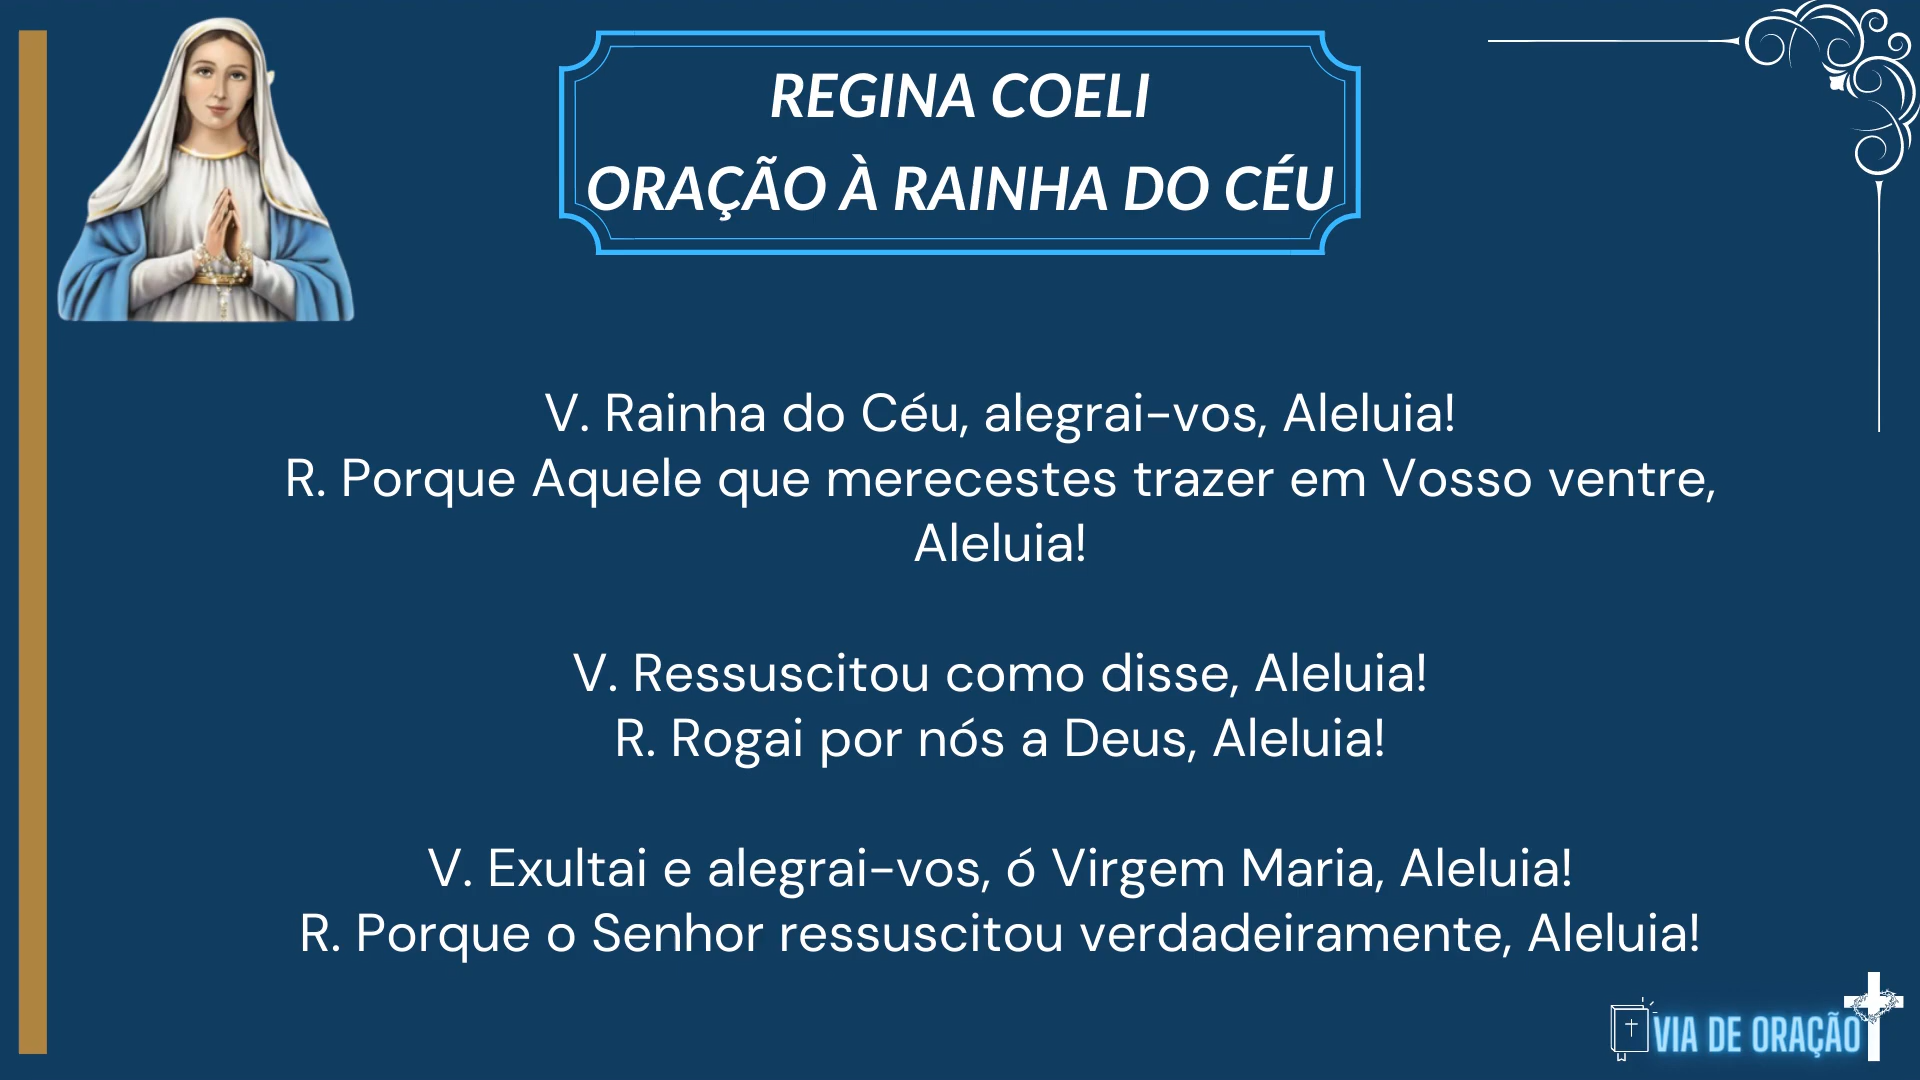 REGINA COELI
ORAÇÃO À RAINHA DO CÉU
V. Rainha do Céu, alegrai-vos, Aleluia!
R. Porque Aquele que merecestes trazer em Vosso ventre,
Aleluia!
V. Ressuscitou como disse, Aleluia!
R. Rogai por nós a Deus, Aleluia!
V. Exultai e alegrai-vos, ó Virgem Maria, Aleluia!
R. Porque o Senhor ressuscitou verdadeiramente, Aleluia!
VIA DE ORAÇÃO